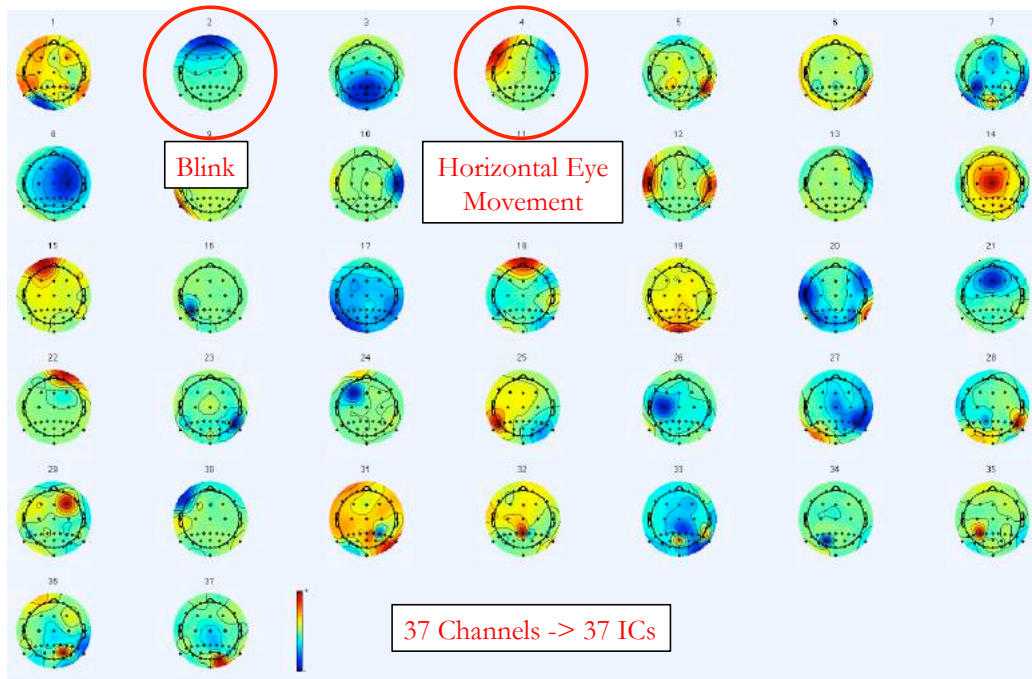 1 2 3 4 5 6 7
8 9 10 11 12 13 14
Blink
Horizontal Eye
Movement
15 16 17 18 19 20 21
22 23 24 25 26 27 28
29 30 31 32 33 34 35
36 37
+
-
37 Channels -> 37 ICs